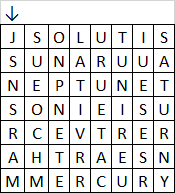 J S O L U T I S
S U N A R U U A
N E P T U N E T
S O N I E I S U
R C E V T R E R
A H T R A E S N
M M E R C U R Y